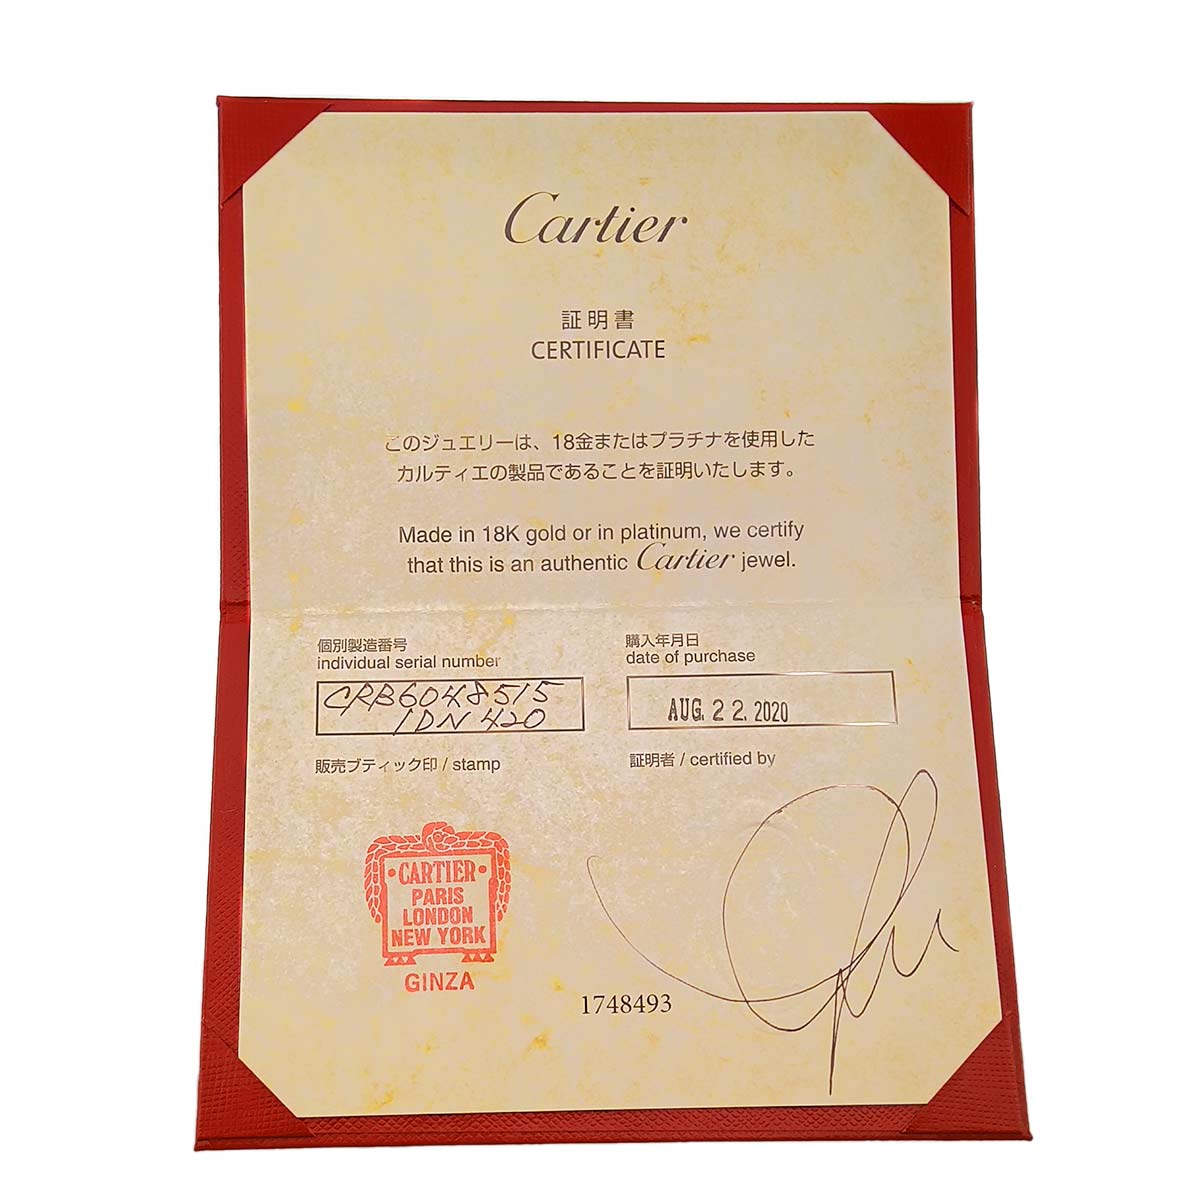 Cartier
証明書
CERTIFICATE
このジュエリーは、18金またはプラチナを使用した
カルティエの製品であることを証明いたします。
Made in 18K gold or in platinum, we certify
that this is an authentic Cartier jewel.
個別製造番号
individual serial number
CRB6048515
IDN 420
購入年月日
date of purchase
AUG. 22. 2020
販売ブティック印 / stamp
証明者 / certified by
· CARTIER ·
PARIS
LONDON
NEW YORK
GINZA
1748493